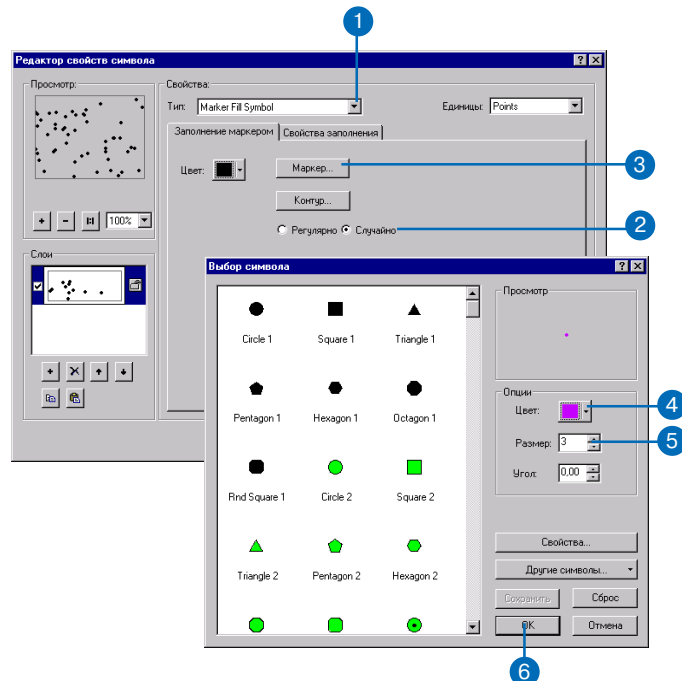 1
Редактор свойств символа
Просмотр:
100%
Слои
Свойства:
Тип: Marker Fill Symbol
Единицы: Points
Заполнение маркером
Свойства заполнения
Цвет:
Маркер...
3
Контур...
Регулярно
Случайно
2
Выбор символа
Circle 1
Square 1
Triangle 1
Pentagon 1
Hexagon 1
Octagon 1
Rnd Square 1
Circle 2
Square 2
Triangle 2
Pentagon 2
Hexagon 2
Просмотр
Опции
Цвет:
4
Размер: 3
5
Угол: 0,00
Свойства...
Другие символы...
Сохранить
Сброс
OK
Отмена
6